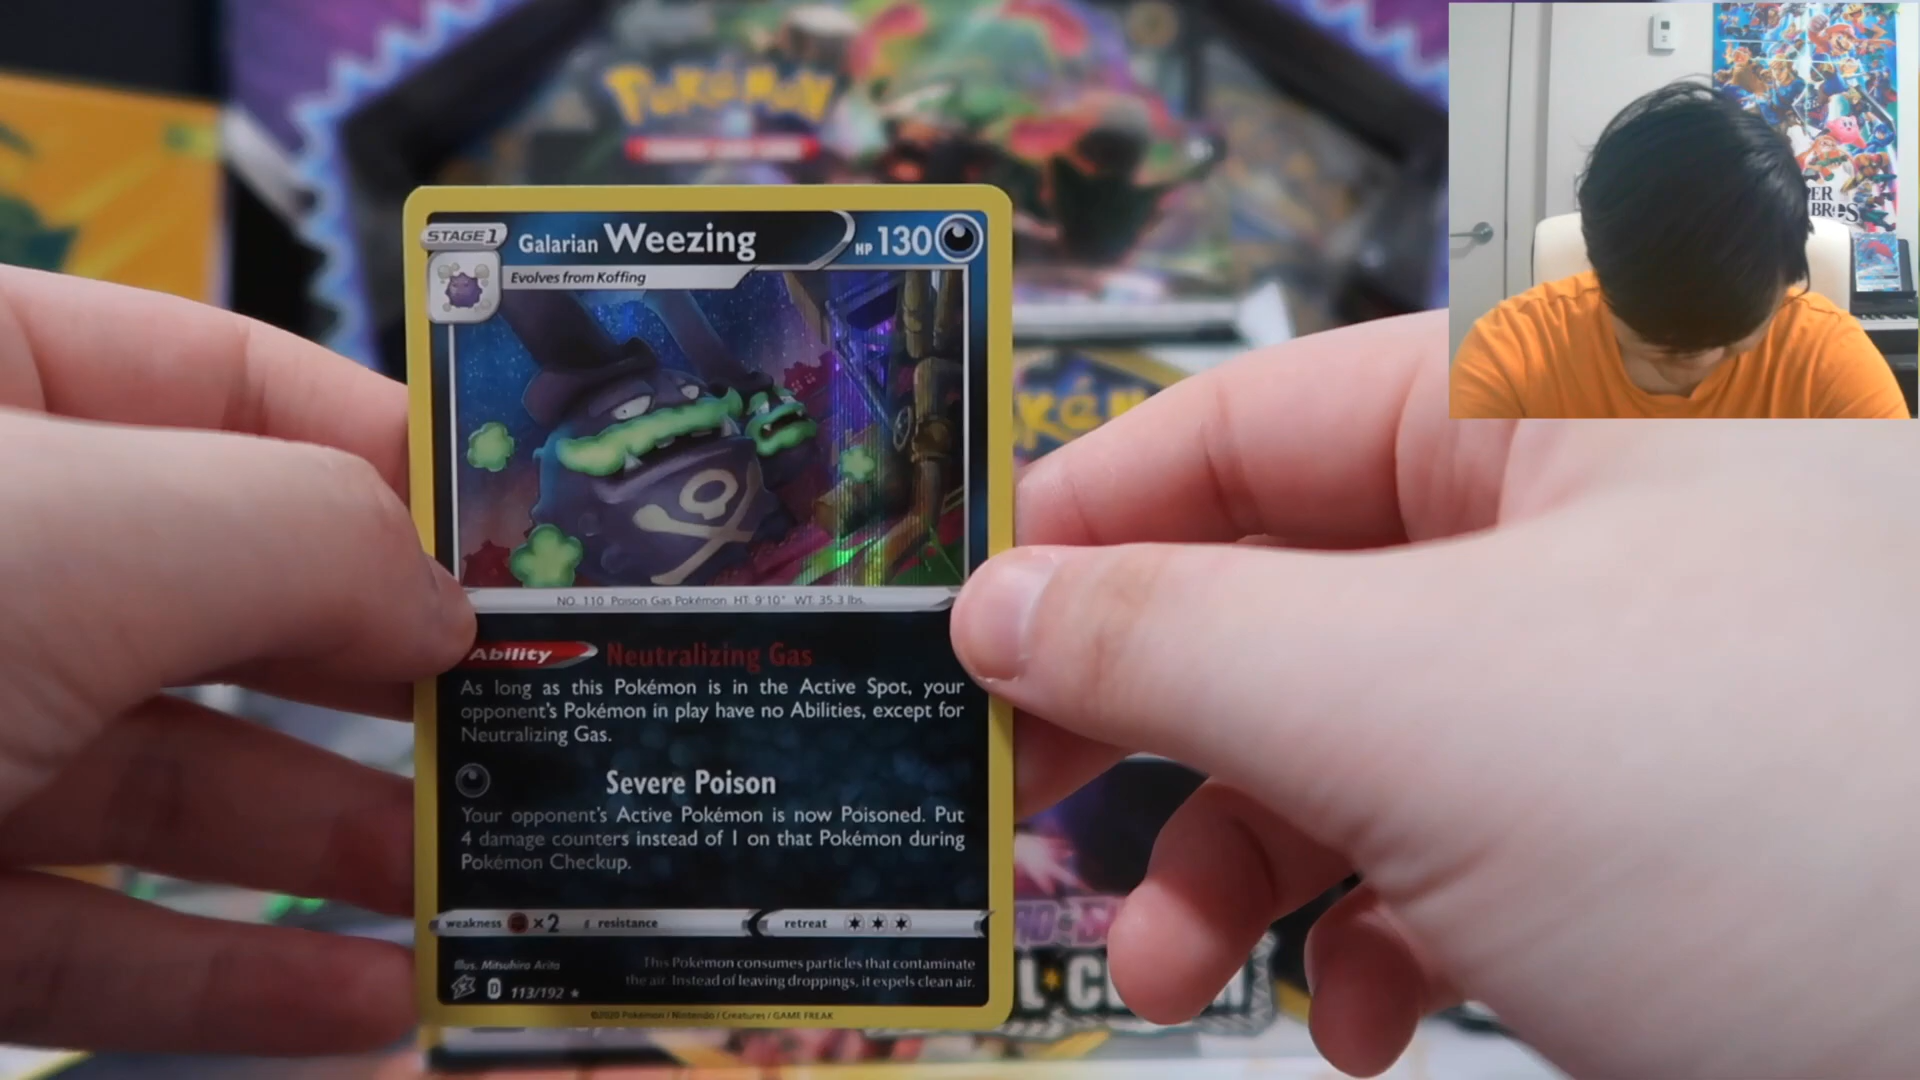 Pokémon
STAGE 1
Galarian Weezing
HP 130
Evolves from Koffing
NO. 110 Poison Gas Pokémon HT: 9'10" WT: 35.3 lbs.
Ability Neutralizing Gas
As long as this Pokémon is in the Active Spot, your
opponent's Pokémon in play have no Abilities, except for
Neutralizing Gas.
Severe Poison
Your opponent's Active Pokémon is now Poisoned. Put
4 damage counters instead of 1 on that Pokémon during
Pokémon Checkup.
weakness ×2 resistance retreat
Illus. Mitsuhiro Arita
This Pokémon consumes particles that contaminate
the air. Instead of leaving droppings, it expels clean air.
D 113/192
©2020 Pokémon / Nintendo / Creatures / GAME FREAK